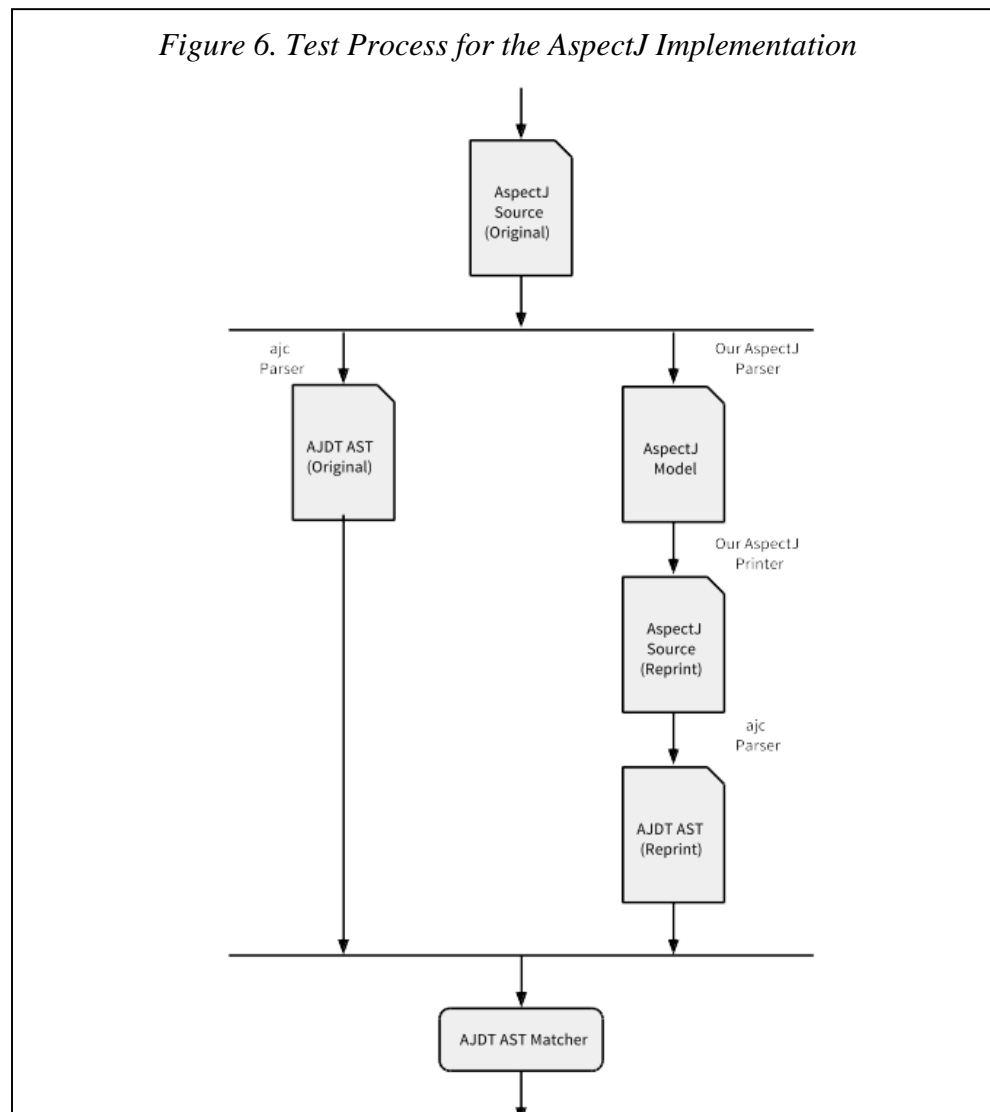 Figure 6. Test Process for the AspectJ Implementation
AspectJ
Source
(Original)
ajc
Parser
Our AspectJ
Parser
AJDT AST
(Original)
AspectJ
Model
Our AspectJ
Printer
AspectJ
Source
(Reprint)
ajc
Parser
AJDT AST
(Reprint)
AJDT AST Matcher